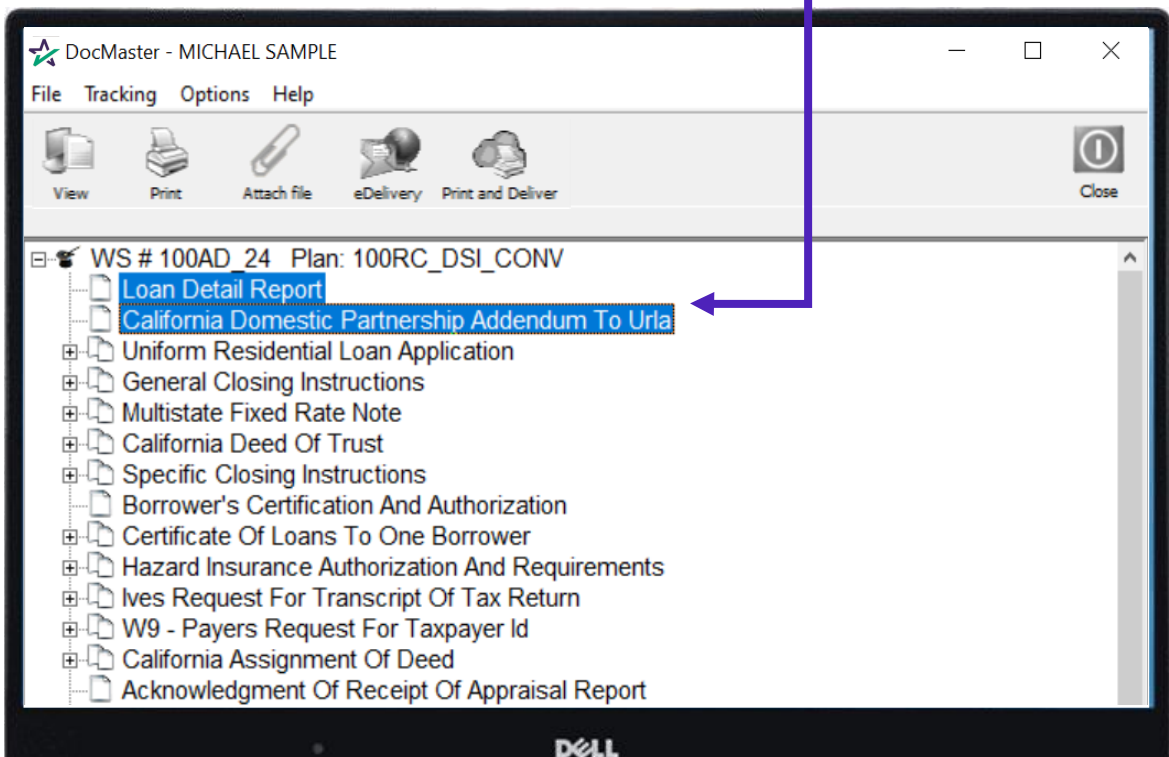 DocMaster - MICHAEL SAMPLE
File Tracking Options Help
View Print Attach file eDelivery Print and Deliver Close
WS # 100AD_24 Plan: 100RC_DSI_CONV
Loan Detail Report
California Domestic Partnership Addendum To Urla
Uniform Residential Loan Application
General Closing Instructions
Multistate Fixed Rate Note
California Deed Of Trust
Specific Closing Instructions
Borrower's Certification And Authorization
Certificate Of Loans To One Borrower
Hazard Insurance Authorization And Requirements
Ives Request For Transcript Of Tax Return
W9 - Payers Request For Taxpayer Id
California Assignment Of Deed
Acknowledgment Of Receipt Of Appraisal Report
DELL